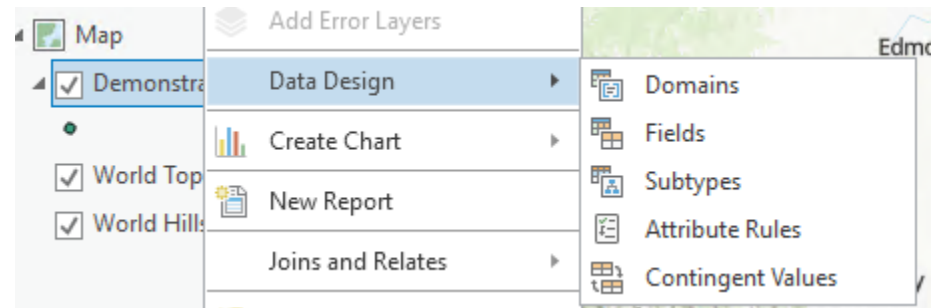 Map
Demonstra
World Top
World Hills
Add Error Layers
Data Design
Create Chart
New Report
Joins and Relates
Domains
Fields
Subtypes
Attribute Rules
Contingent Values
Edmo
y